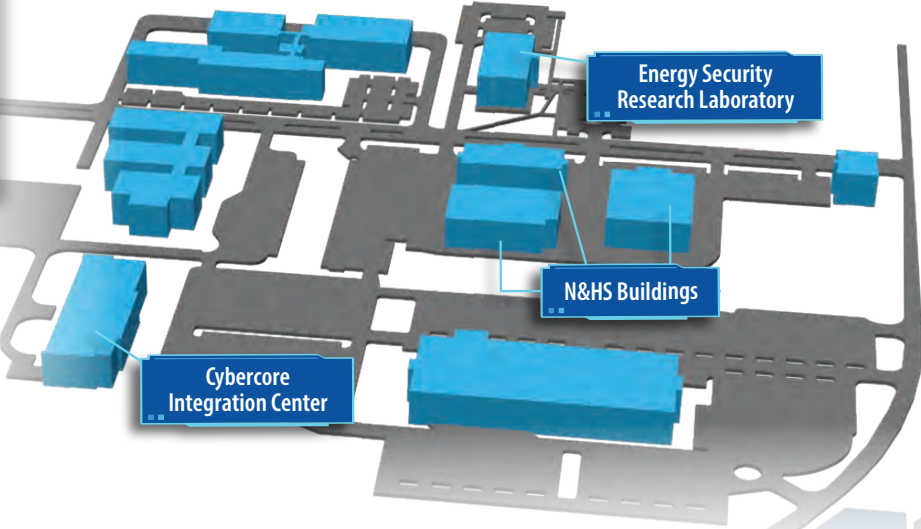 Energy Security
Research Laboratory
N&HS Buildings
Cybercore
Integration Center